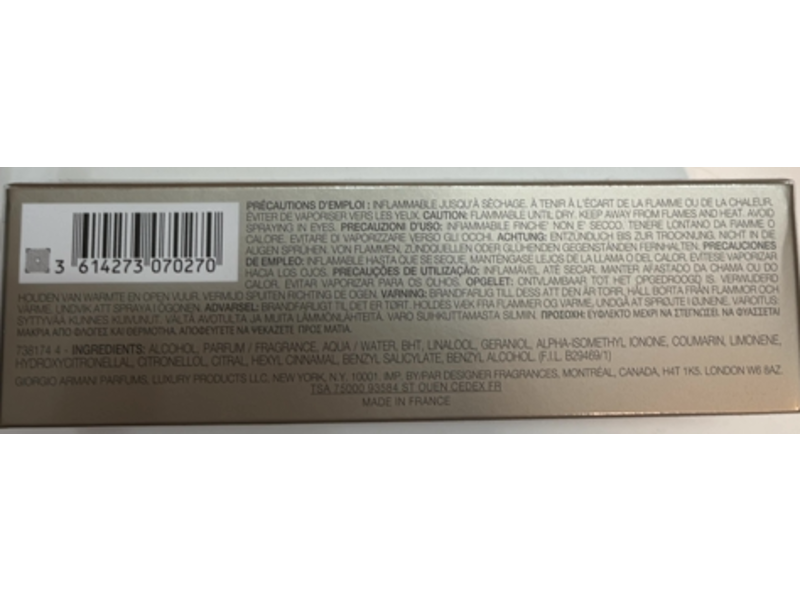 PRÉCAUTIONS D'EMPLOI : INFLAMMABLE JUSQU'À SÉCHAGE. À TENIR À L'ÉCART DE LA FLAMME OU DE LA CHALEUR,
ÉVITER DE VAPORISER VERS LES YEUX. CAUTION: FLAMMABLE UNTIL DRY. KEEP AWAY FROM FLAMES AND HEAT. AVOID
SPRAYING IN EYES. PRECAUZIONI D'USO: INFIAMMABILE FINCHE' NON E' SECCO. TENERE LONTANO DA FIAMME O
CALORE. EVITARE DI VAPORIZZARE VERSO GLI OCCHI. ACHTUNG: ENTZÜNDLICH BIS ZUR TROCKNUNG. NICHT IN DIE
AUGEN SPRÜHEN. VON FLAMMEN, ZUNDQUELLEN ODER GLÜHENDEN GEGENSTÄNDEN FERNHALTEN. PRECAUCIONES
DE EMPLEO: INFLAMABLE HASTA QUE SE SEQUE. MANTENGASE LEJOS DE LA LLAMA O DEL CALOR. EVITESE VAPORIZAR
HACIA LOS OJOS. PRECAUÇÕES DE UTILIZAÇÃO: INFLAMÁVEL ATÉ SECAR. MANTER AFASTADO DA CHAMA OU DO
CALOR. EVITAR VAPORIZAR PARA OS OLHOS. OPGELET: ONTVLAMBAAR TOT HET OPGEDROOGD IS VERWIJDERD
HOUDEN VAN WARMTE EN OPEN VUUR. VERMIJD SPUITEN RICHTING DE OGEN. VARNING: BRANDFARLIG TILL DESS ATT DEN ÄR TORR. HÅLL BORTA FRÅN FLAMMOR OCH
VÄRME. UNDVIK ATT SPRAYA I ÖGONEN. ADVARSEL: BRANDFARLIGT TIL DET ER TØRT. HOLDES VÆK FRA FLAMMER OG VARME. UNDGÅ AT SPRØJTE I ØJNENE. VAROITUS:
SYTTYVÄÄ KUNNES KUIVUNUT. VÄLTÄ AVOTULTA JA MUITA LÄMMÖNLÄHTEITÄ. VARO SUIHKUTTAMASTA SILMIIN. ΠΡΟΣΟΧΗ: ΕΥΦΛΕΚΤΟ ΜΕΧΡΙ ΝΑ ΣΤΕΓΝΩΣΕΙ ΝΑ ΦΥΛΑΣΣΕΤΑΙ
ΜΑΚΡΙΑ ΑΠΟ ΦΛΟΓΕΣ ΚΑΙ ΘΕΡΜΟΤΗΤΑ. ΑΠΟΦΕΥΓΕΤΕ ΝΑ ΨΕΚΑΖΕΤΕ ΠΡΟΣ ΜΑΤΙΑ.
3 614273 070270
738174 4 - INGREDIENTS: ALCOHOL, PARFUM / FRAGRANCE, AQUA / WATER, BHT, LINALOOL, GERANIOL, ALPHA-ISOMETHYL IONONE, COUMARIN, LIMONENE,
HYDROXYCITRONELLAL, CITRONELLOL, CITRAL, HEXYL CINNAMAL, BENZYL SALICYLATE, BENZYL ALCOHOL (F.I.L. B29469/1)
GIORGIO ARMANI PARFUMS, LUXURY PRODUCTS LLC. NEW YORK, N.Y. 10001. IMP. BY/PAR DESIGNER FRAGRANCES, MONTRÉAL, CANADA, H4T 1K5. LONDON W6 8AZ.
TSA 75000 93584 ST OUEN CEDEX FR
MADE IN FRANCE